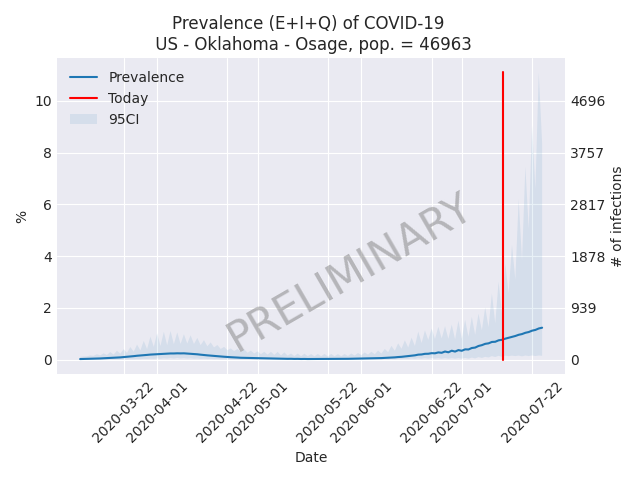 Prevalence (E+I+Q) of COVID-19
US - Oklahoma - Osage, pop. = 46963
Prevalence
Today
95CI
10
8
6
4
2
0
%
4696
3757
2817
1878
939
0
# of infections
PRELIMINARY
2020-03-22
2020-04-01
2020-04-22
2020-05-01
2020-05-22
2020-06-01
2020-06-22
2020-07-01
2020-07-22
Date